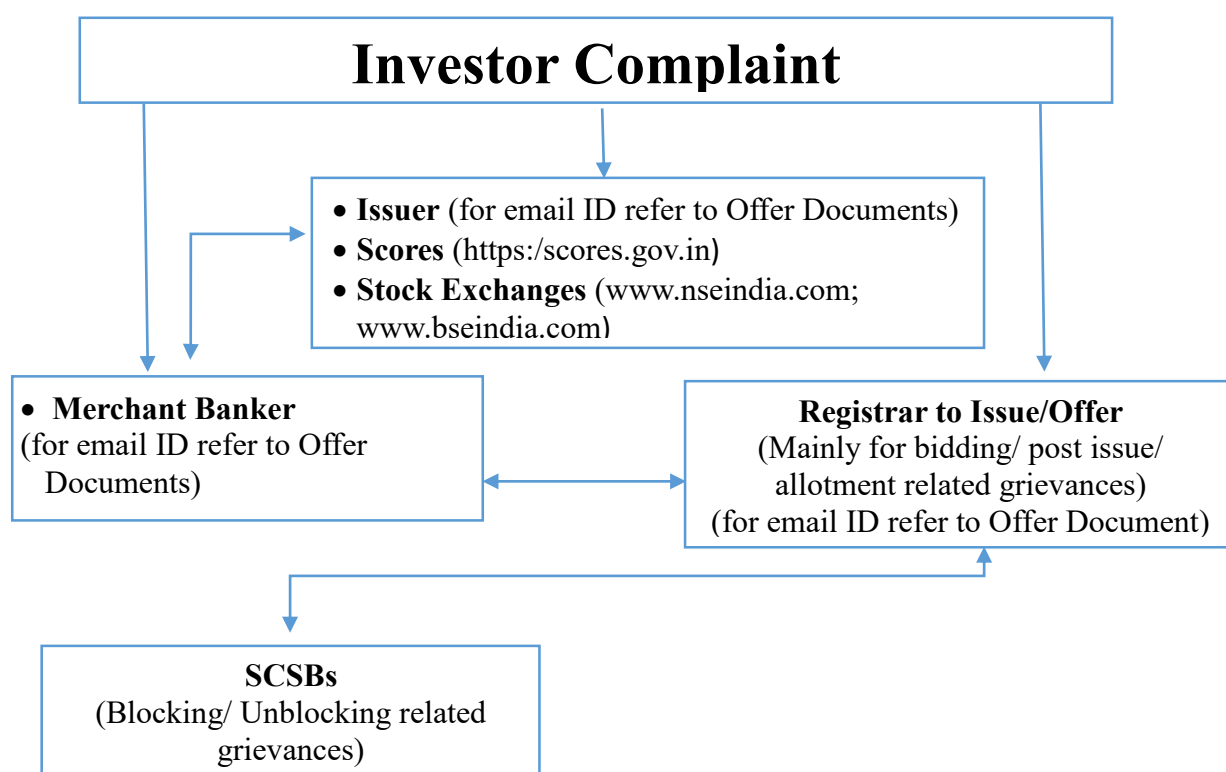 Investor Complaint
• Issuer (for email ID refer to Offer Documents)
• Scores (https:/scores.gov.in)
• Stock Exchanges (www.nseindia.com;
www.bseindia.com)
• Merchant Banker
(for email ID refer to Offer
Documents)
Registrar to Issue/Offer
(Mainly for bidding/ post issue/
allotment related grievances)
(for email ID refer to Offer Document)
SCSBs
(Blocking/ Unblocking related
grievances)